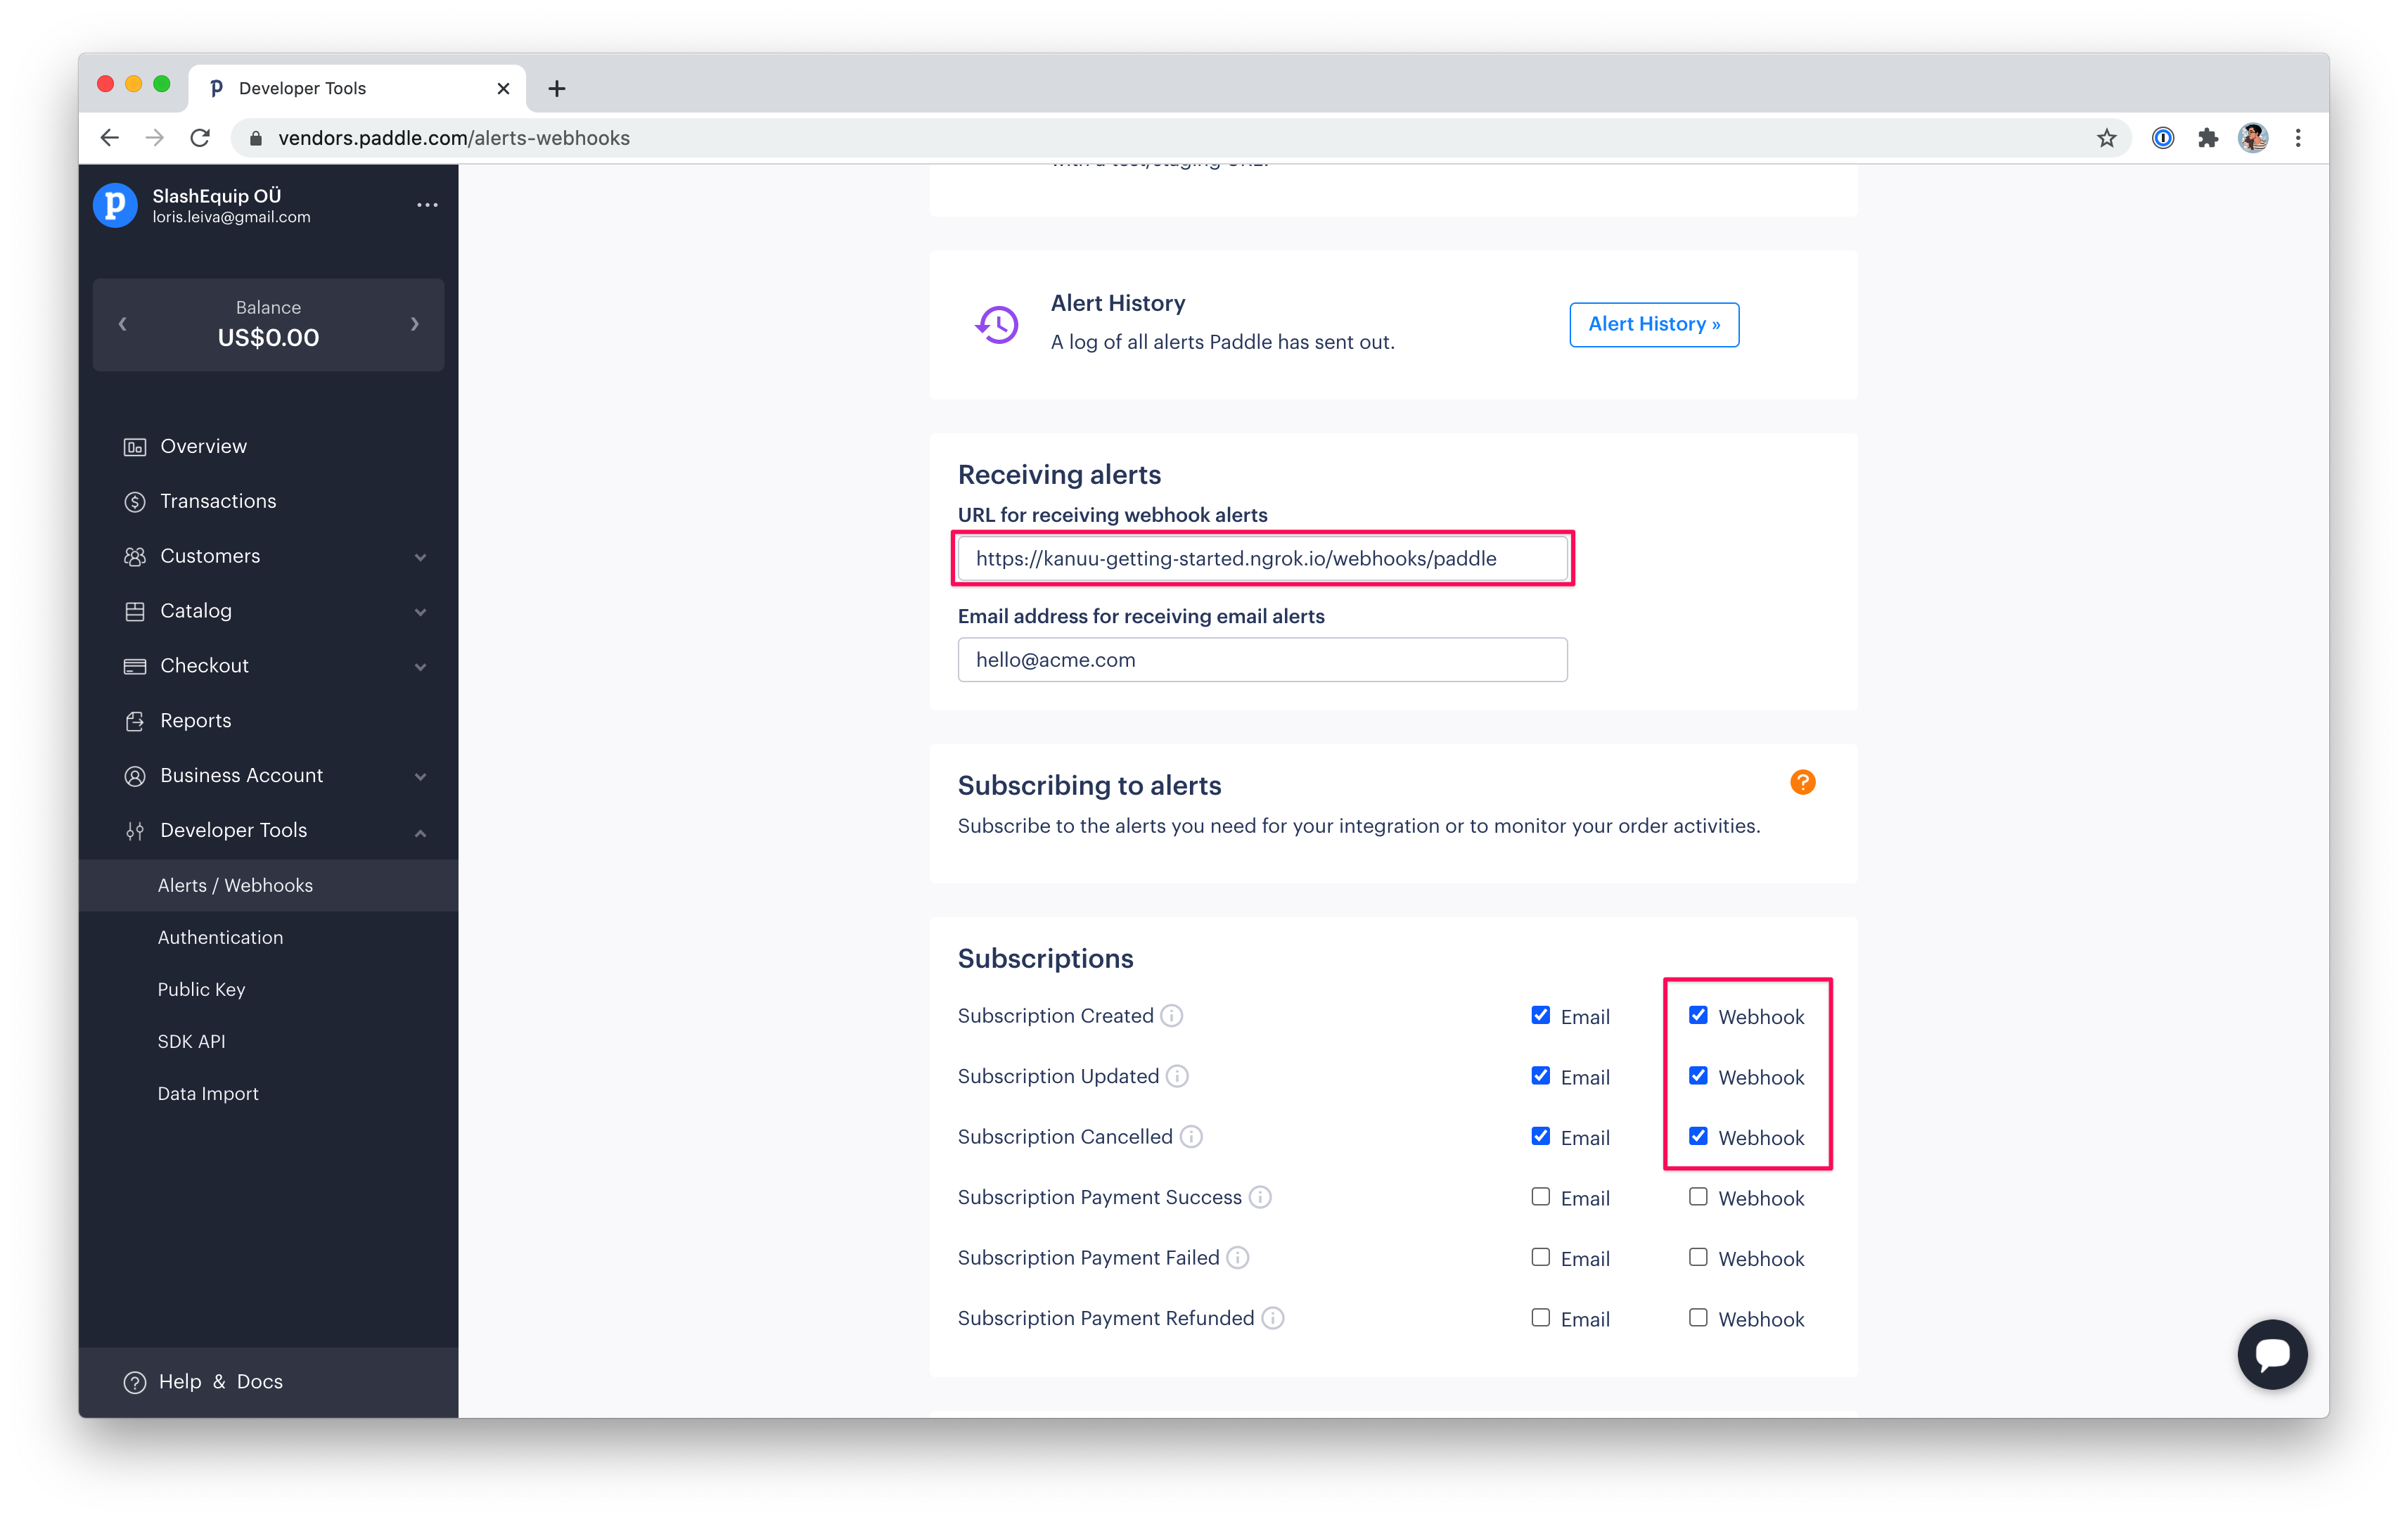 Developer Tools
vendors.paddle.com/alerts-webhooks
SlashEquip OÜ
loris.leiva@gmail.com
Balance
US$0.00
Overview
Transactions
Customers
Catalog
Checkout
Reports
Business Account
Developer Tools
Alerts / Webhooks
Authentication
Public Key
SDK API
Data Import
Help & Docs
with a test/staging URL.
Alert History
A log of all alerts Paddle has sent out.
Alert History »
Receiving alerts
URL for receiving webhook alerts
https://kanuu-getting-started.ngrok.io/webhooks/paddle
Email address for receiving email alerts
hello@acme.com
Subscribing to alerts
Subscribe to the alerts you need for your integration or to monitor your order activities.
Subscriptions
Subscription Created Email Webhook
Subscription Updated Email Webhook
Subscription Cancelled Email Webhook
Subscription Payment Success Email Webhook
Subscription Payment Failed Email Webhook
Subscription Payment Refunded Email Webhook